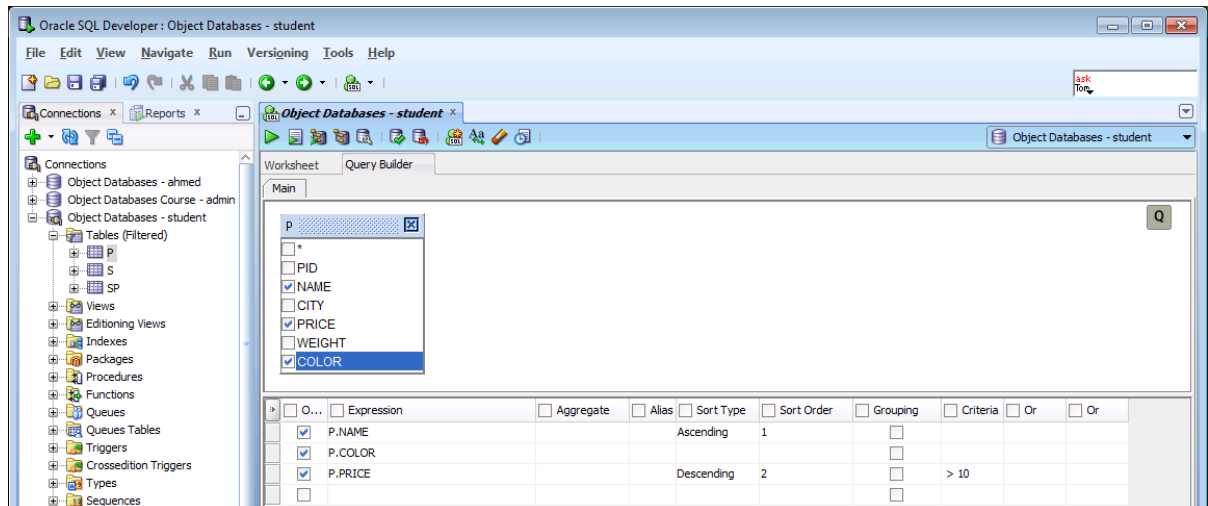 Oracle SQL Developer : Object Databases - student
File Edit View Navigate Run Versioning Tools Help
ask
Tom
Connections x Reports x
Object Databases - student x
SQL
Object Databases - student
Connections
Object Databases - ahmed
Object Databases Course - admin
Object Databases - student
Tables (Filtered)
P
S
SP
Views
Editioning Views
Indexes
Packages
Procedures
Functions
Queues
Queues Tables
Triggers
Crossedition Triggers
Types
Sequences
Worksheet Query Builder
Main
Q
P
*
PID
NAME
CITY
PRICE
WEIGHT
COLOR
O... Expression Aggregate Alias Sort Type Sort Order Grouping Criteria Or Or
P.NAME Ascending 1
P.COLOR
P.PRICE Descending 2 > 10